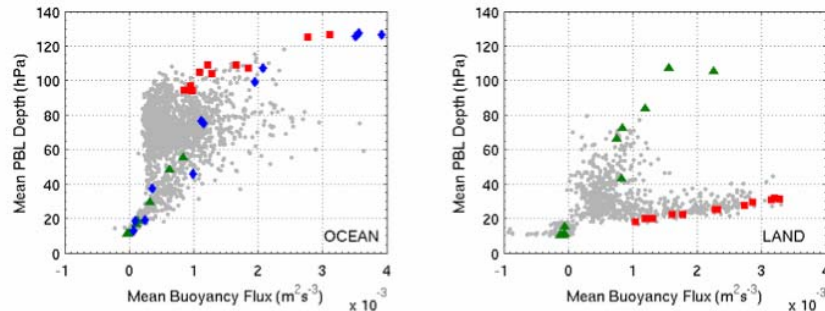 140
120
100
80
60
40
20
0
Mean PBL Depth (hPa)
OCEAN
-1 0 1 2 3 4
Mean Buoyancy Flux (m²s⁻³)
x 10⁻³
140
120
100
80
60
40
20
0
Mean PBL Depth (hPa)
LAND
-1 0 1 2 3 4
Mean Buoyancy Flux (m²s⁻³)
x 10⁻³